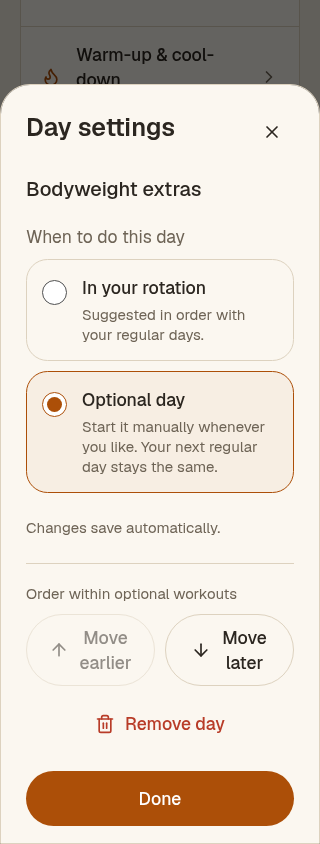 Warm-up & cool-
down
Day settings
Bodyweight extras
When to do this day
In your rotation
Suggested in order with
your regular days.
Optional day
Start it manually whenever
you like. Your next regular
day stays the same.
Changes save automatically.
Order within optional workouts
Move
earlier
Move
later
Remove day
Done